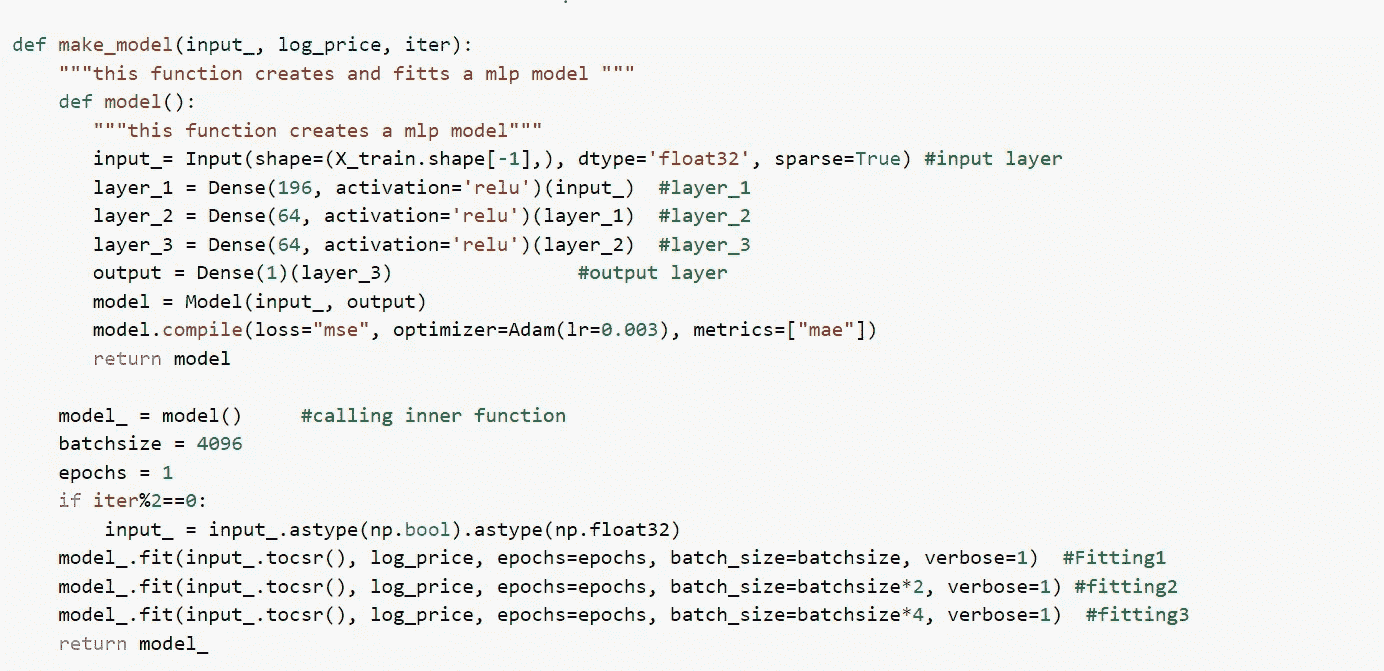 def make_model(input_, log_price, iter):
    """this function creates and fitts a mlp model """
    def model():
       """this function creates a mlp model"""
       input_= Input(shape=(X_train.shape[-1],), dtype='float32', sparse=True) #input layer
       layer_1 = Dense(196, activation='relu')(input_)  #layer_1
       layer_2 = Dense(64, activation='relu')(layer_1)  #layer_2
       layer_3 = Dense(64, activation='relu')(layer_2)  #layer_3
       output = Dense(1)(layer_3)                #output layer
       model = Model(input_, output)
       model.compile(loss="mse", optimizer=Adam(lr=0.003), metrics=["mae"])
       return model
    model_ = model()     #calling inner function
    batchsize = 4096
    epochs = 1
    if iter%2==0:
        input_ = input_.astype(np.bool).astype(np.float32)
    model_.fit(input_.tocsr(), log_price, epochs=epochs, batch_size=batchsize, verbose=1)  #Fitting1
    model_.fit(input_.tocsr(), log_price, epochs=epochs, batch_size=batchsize*2, verbose=1) #fitting2
    model_.fit(input_.tocsr(), log_price, epochs=epochs, batch_size=batchsize*4, verbose=1)  #fitting3
    return model_